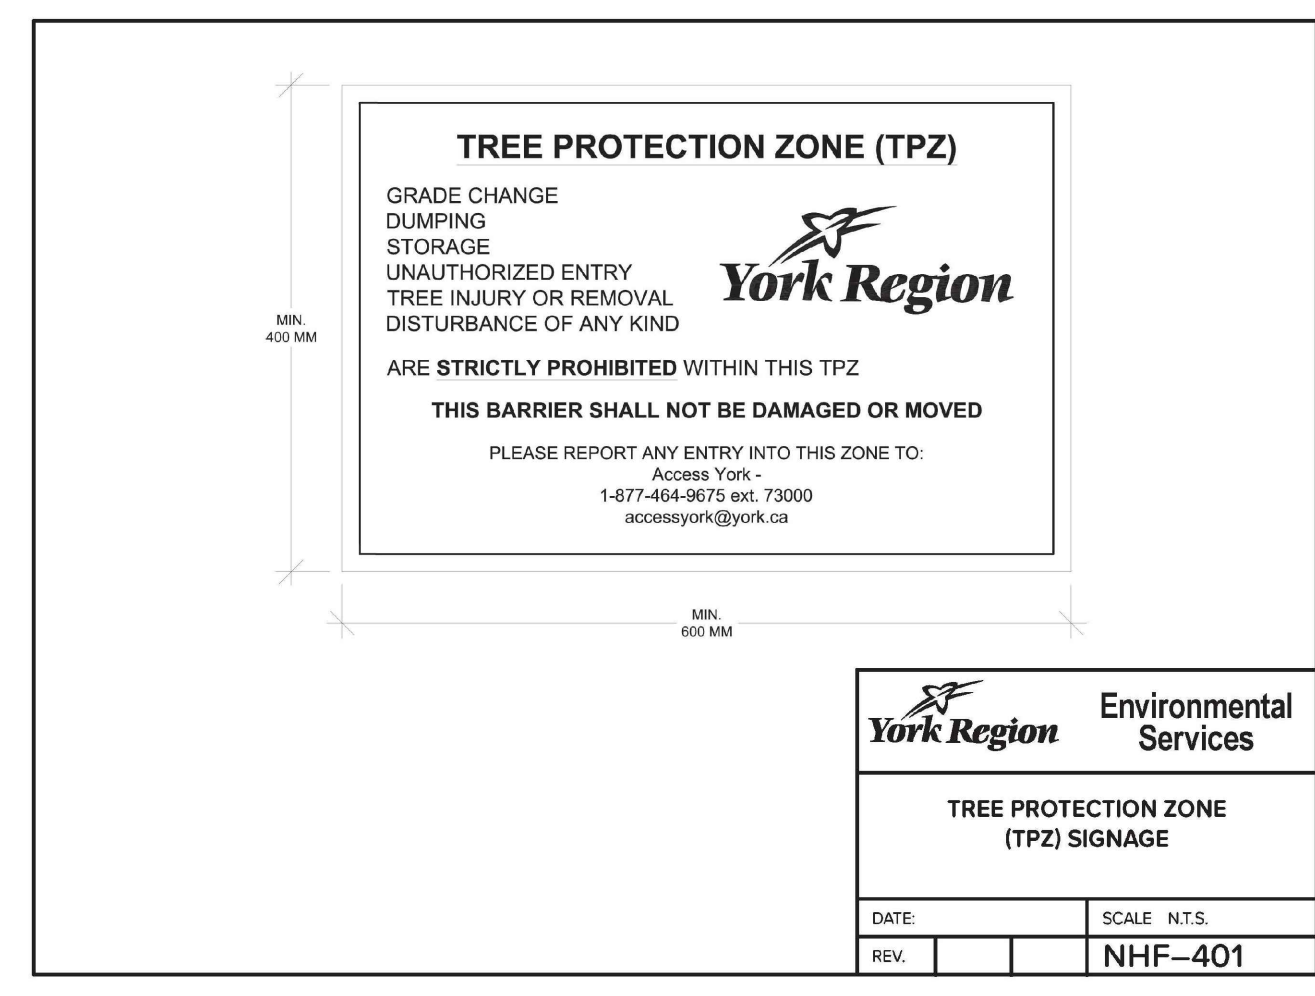 TREE PROTECTION ZONE (TPZ)
GRADE CHANGE
DUMPING
STORAGE
UNAUTHORIZED ENTRY
TREE INJURY OR REMOVAL
DISTURBANCE OF ANY KIND
York Region
ARE STRICTLY PROHIBITED WITHIN THIS TPZ
THIS BARRIER SHALL NOT BE DAMAGED OR MOVED
PLEASE REPORT ANY ENTRY INTO THIS ZONE TO:
Access York -
1-877-464-9675 ext. 73000
accessyork@york.ca
MIN.
400 MM
MIN.
600 MM
York Region
Environmental
Services
TREE PROTECTION ZONE
(TPZ) SIGNAGE
DATE:
SCALE N.T.S.
REV.
NHF-401